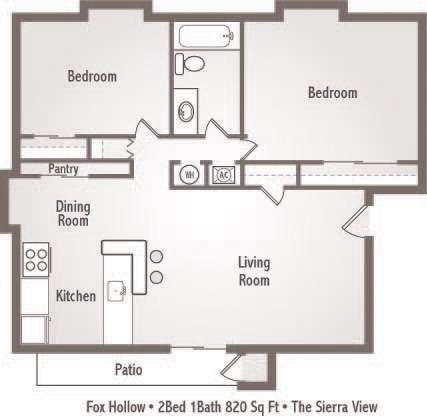 Bedroom
Bedroom
Pantry
WH
AC
Dining
Room
Living
Room
Kitchen
Patio
Fox Hollow • 2Bed 1Bath 820 Sq Ft • The Sierra View